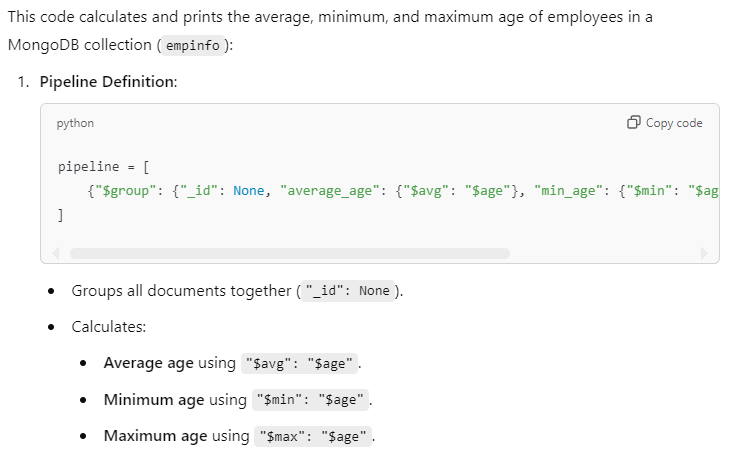 This code calculates and prints the average, minimum, and maximum age of employees in a
MongoDB collection ( empinfo ):
1. Pipeline Definition:
python
Copy code
pipeline = [
{"$group": {"_id": None, "average_age": {"$avg": "$age"}, "min_age": {"$min": "$ag
]
• Groups all documents together ( "_id": None ).
• Calculates:
• Average age using "$avg": "$age" .
• Minimum age using "$min": "$age" .
• Maximum age using "$max": "$age" .